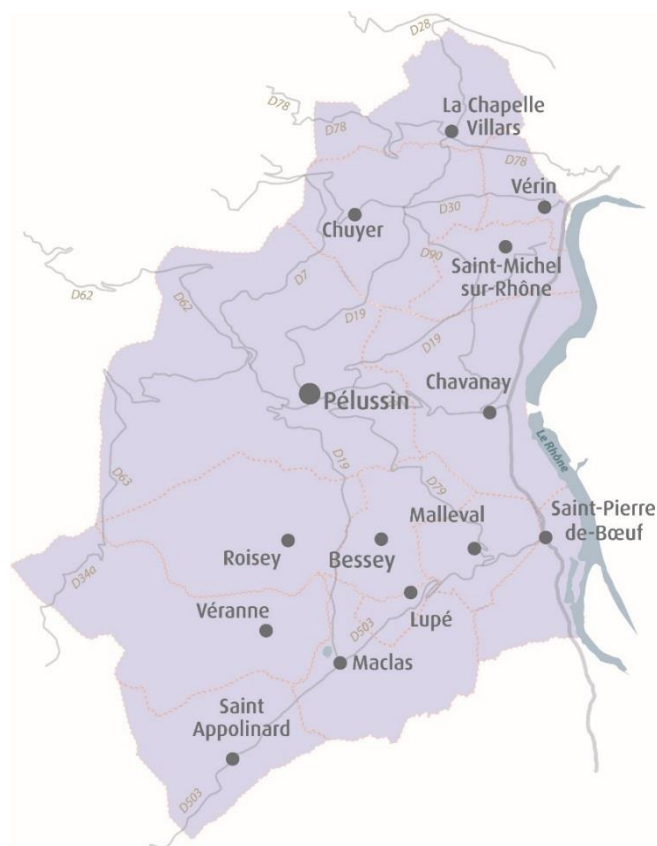 D28
D78
D78
La Chapelle
Villars
D78
Vérin
D30
Chuyer
D90
Saint-Michel
sur-Rhône
D62
D62
D7
D19
D19
Chavanay
Pélussin
Le Rhône
D63
D19
D79
Malleval
Saint-Pierre
de-Bœuf
Roisey
Bessey
D34o
Véranne
Lupé
D503
Maclas
Saint
Appolinard
D503